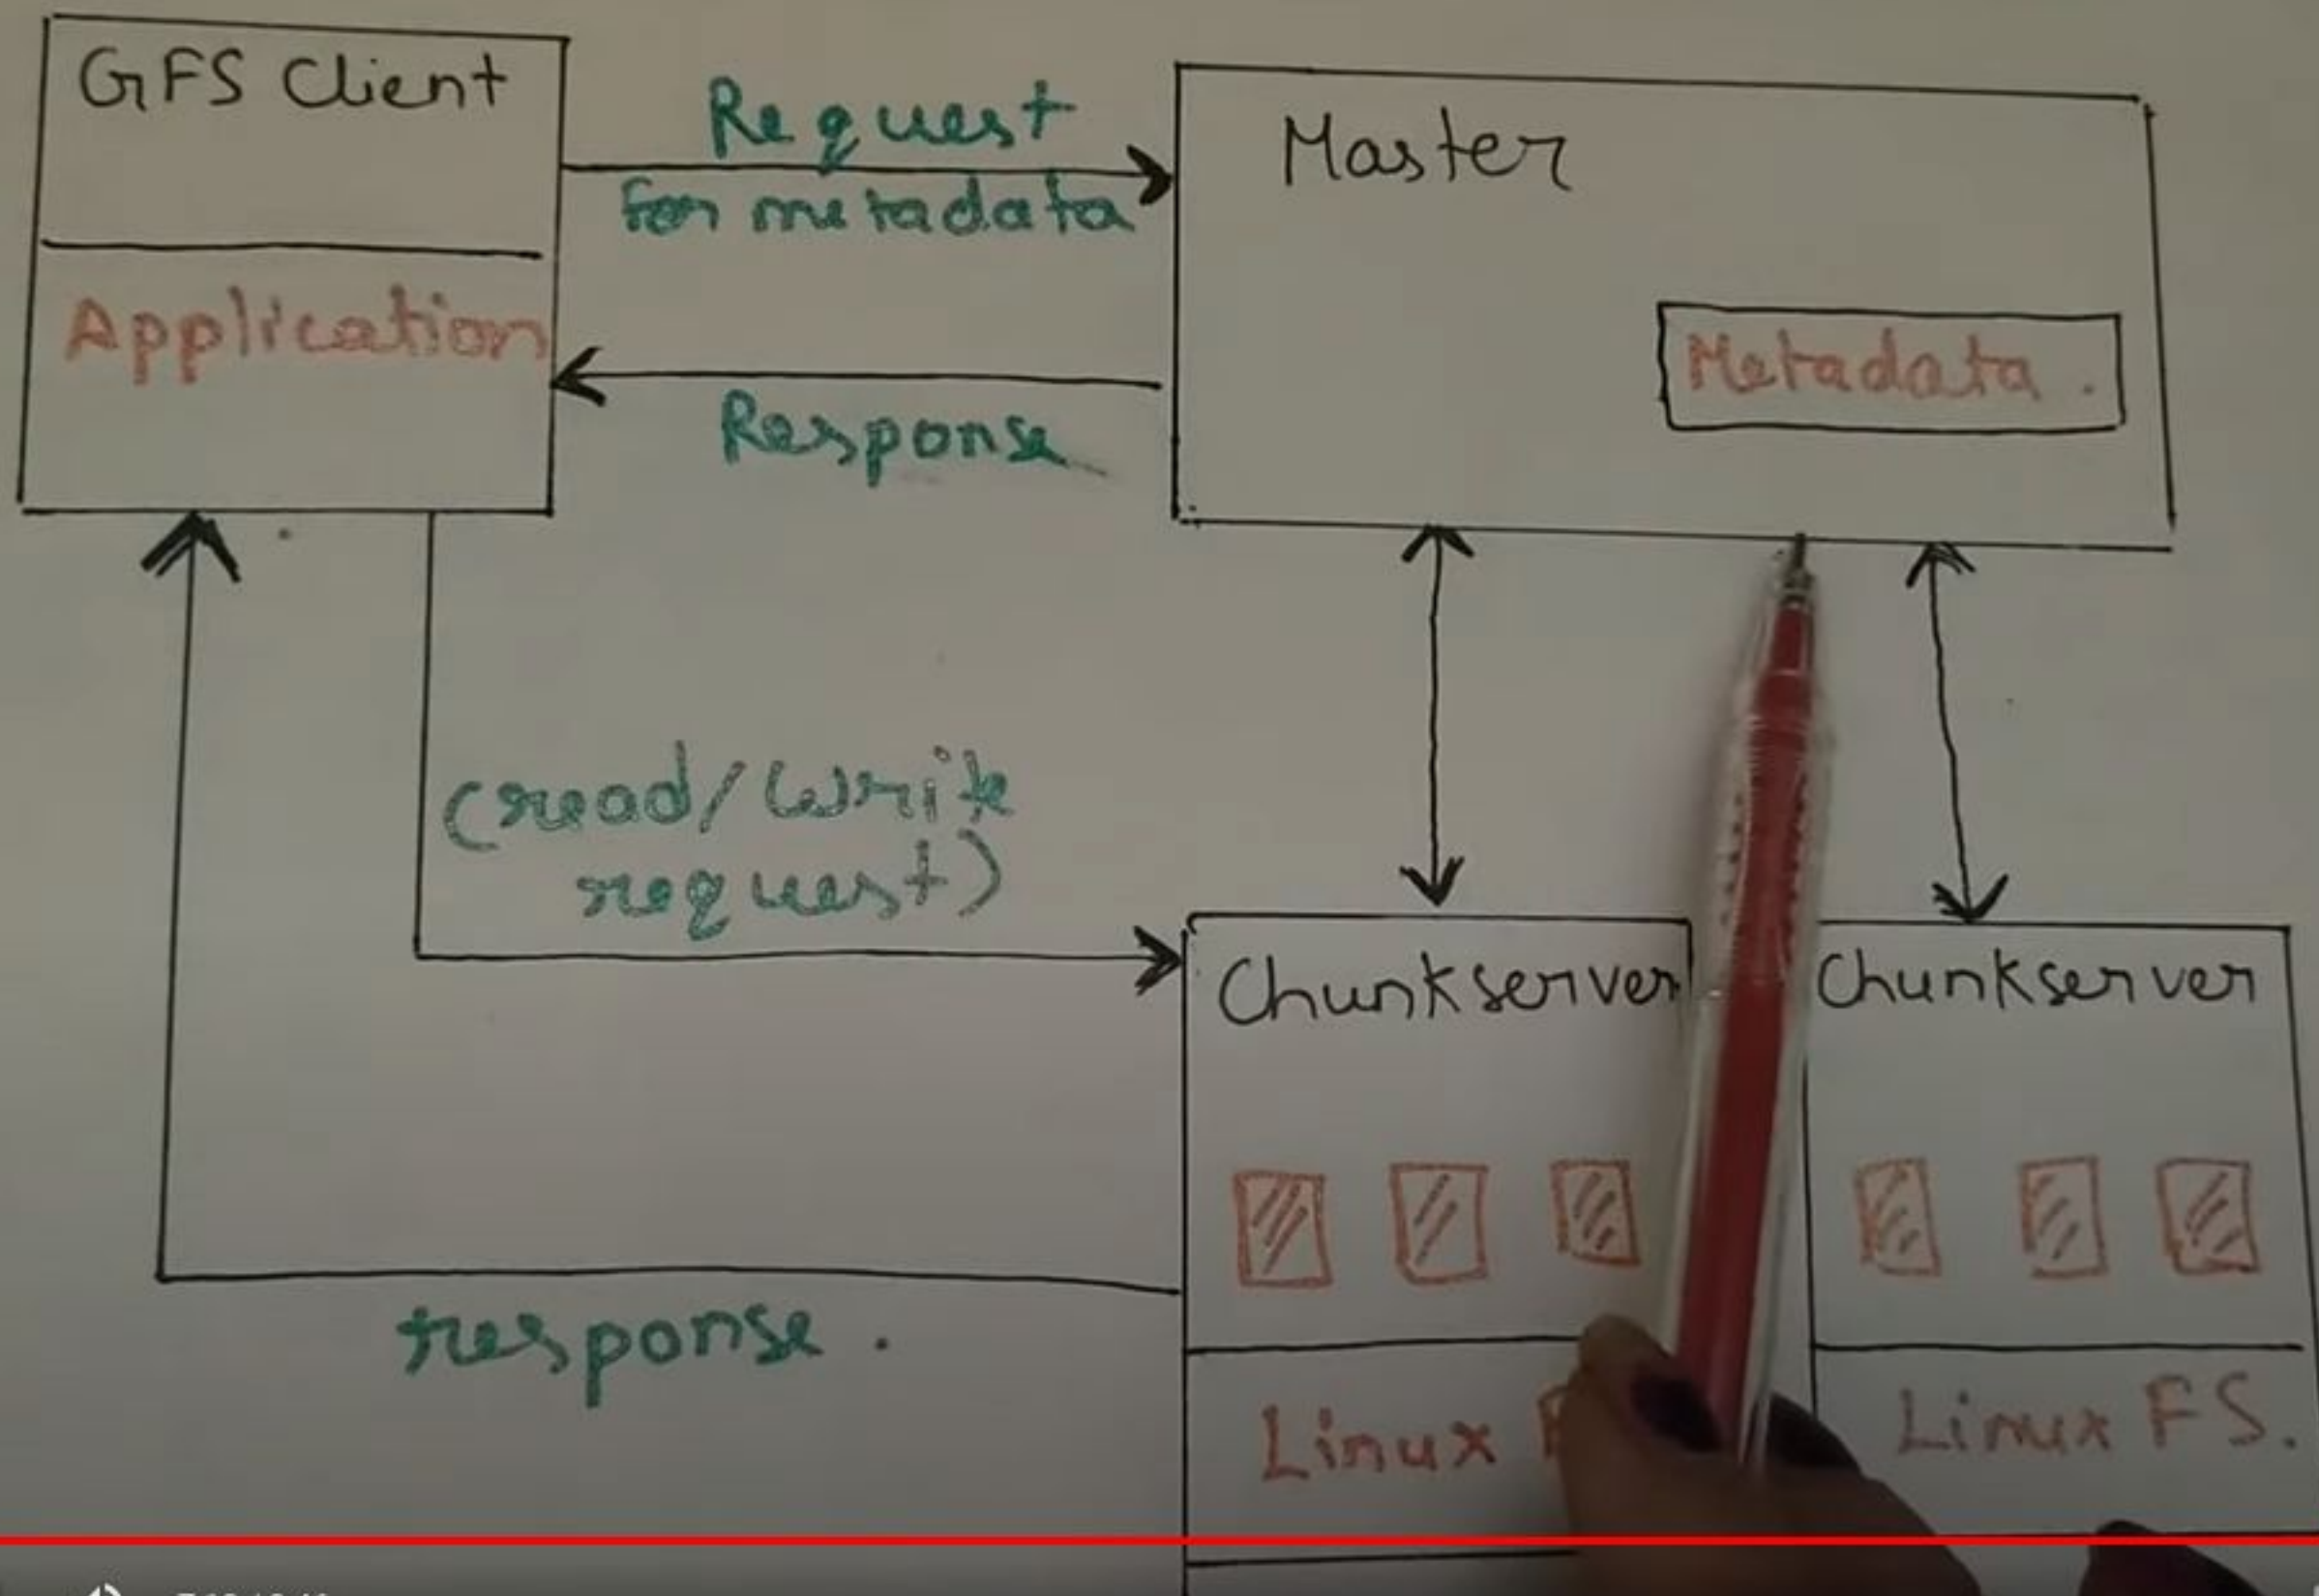 GFS Client
Application
Request
for metadata
Response
Master
Metadata.
(read/write
request)
response.
Chunkserver
Linux
Chunkserver
Linux FS.